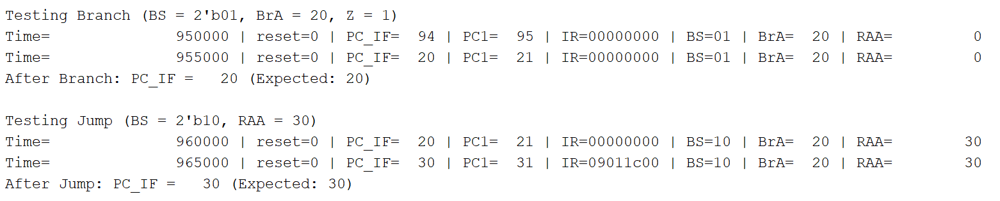 Testing Branch (BS = 2'b01, BrA = 20, Z = 1)
Time=              950000 | reset=0 | PC_IF=  94 | PC1=  95 | IR=00000000 | BS=01 | BrA=  20 | RAA=         0
Time=              955000 | reset=0 | PC_IF=  20 | PC1=  21 | IR=00000000 | BS=01 | BrA=  20 | RAA=         0
After Branch: PC_IF =   20 (Expected: 20)
Testing Jump (BS = 2'b10, RAA = 30)
Time=              960000 | reset=0 | PC_IF=  20 | PC1=  21 | IR=00000000 | BS=10 | BrA=  20 | RAA=        30
Time=              965000 | reset=0 | PC_IF=  30 | PC1=  31 | IR=09011c00 | BS=10 | BrA=  20 | RAA=        30
After Jump: PC_IF =   30 (Expected: 30)